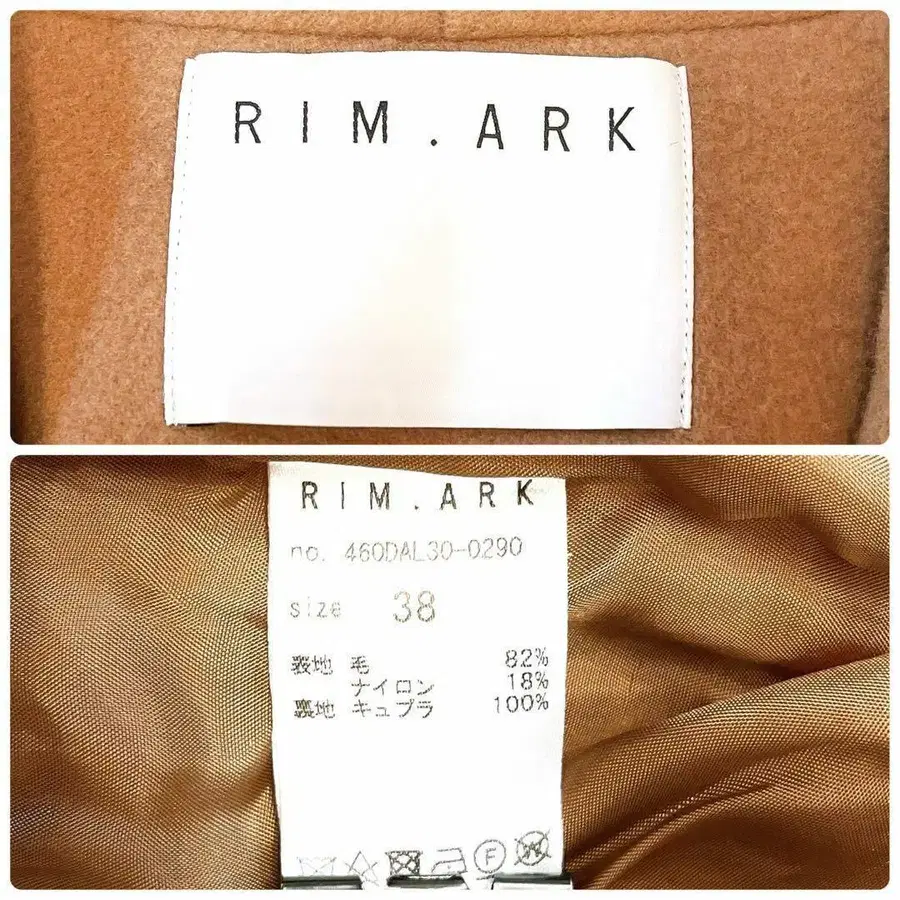 RIM.ARK
RIM.ARK
no. 460DAL30-0290
size 38
表地 毛 82%
ナイロン 18%
裏地 キュプラ 100%
F
W